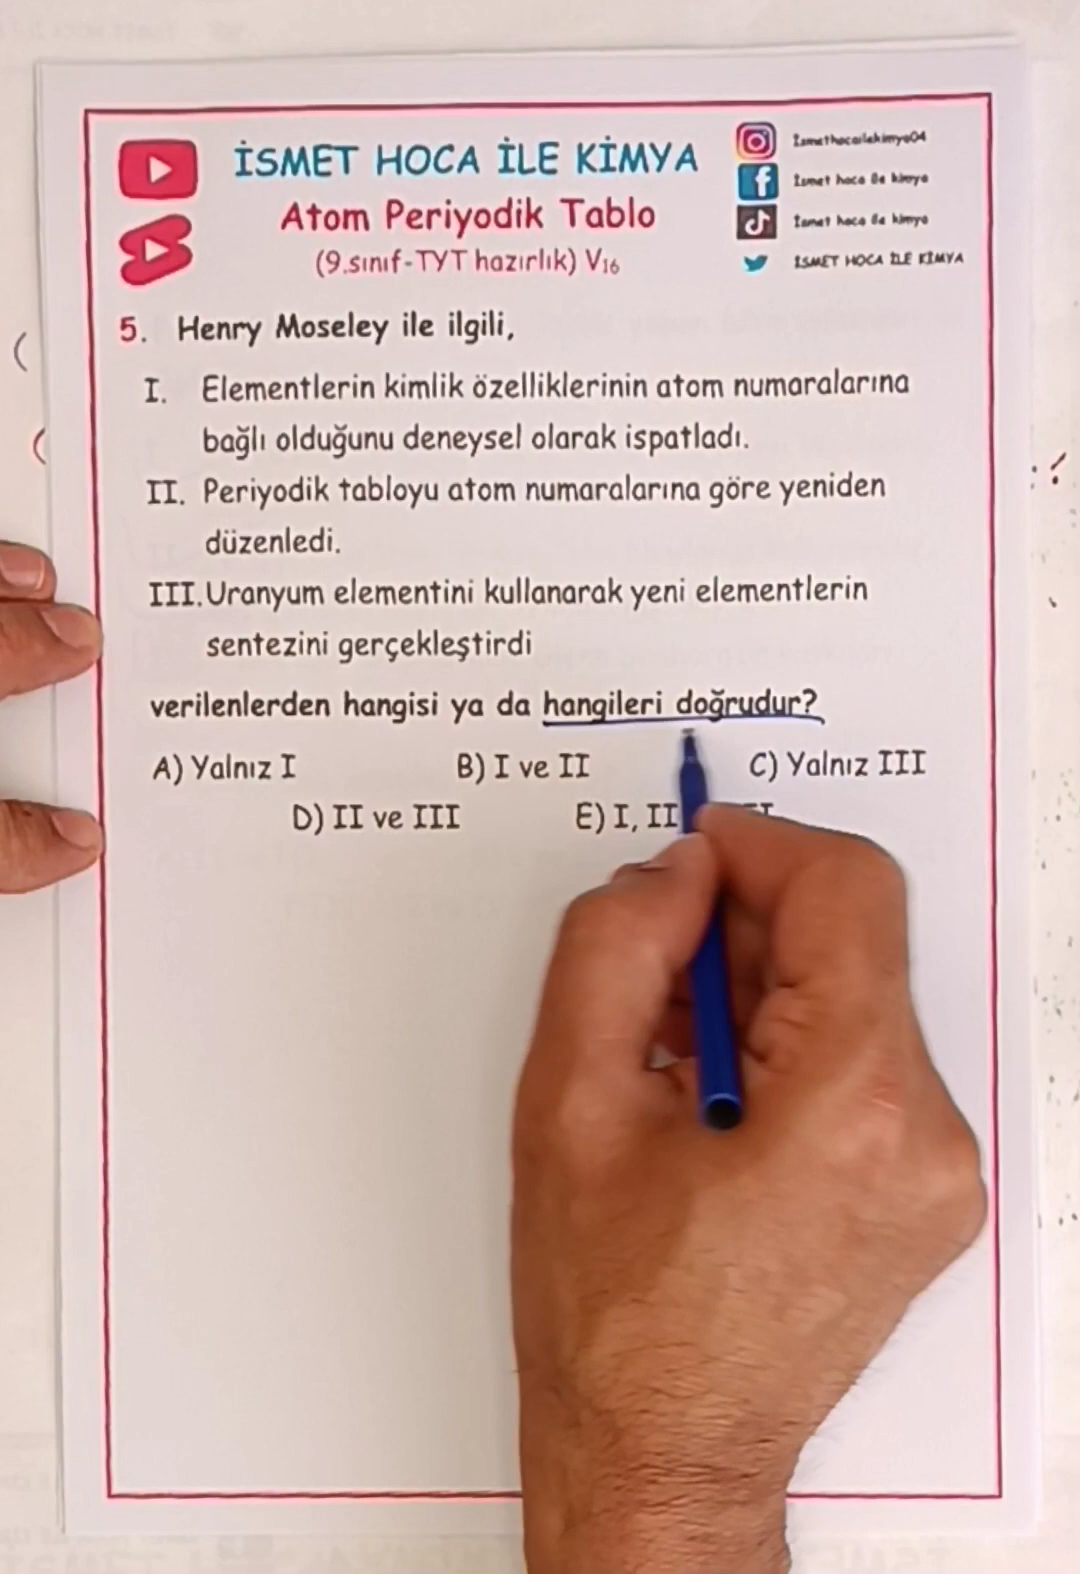 İSMET HOCA İLE KİMYA
Atom Periyodik Tablo
(9.sınıf-TYT hazırlık) V16
İsmethocailekimya04
İsmet hoca ile kimya
İsmet hoca ile kimya
İSMET HOCA İLE KİMYA
5. Henry Moseley ile ilgili,
I. Elementlerin kimlik özelliklerinin atom numaralarına
bağlı olduğunu deneysel olarak ispatladı.
II. Periyodik tabloyu atom numaralarına göre yeniden
düzenledi.
III. Uranyum elementini kullanarak yeni elementlerin
sentezini gerçekleştirdi
verilenlerden hangisi ya da hangileri doğrudur?
A) Yalnız I B) I ve II C) Yalnız III
D) II ve III E) I, II